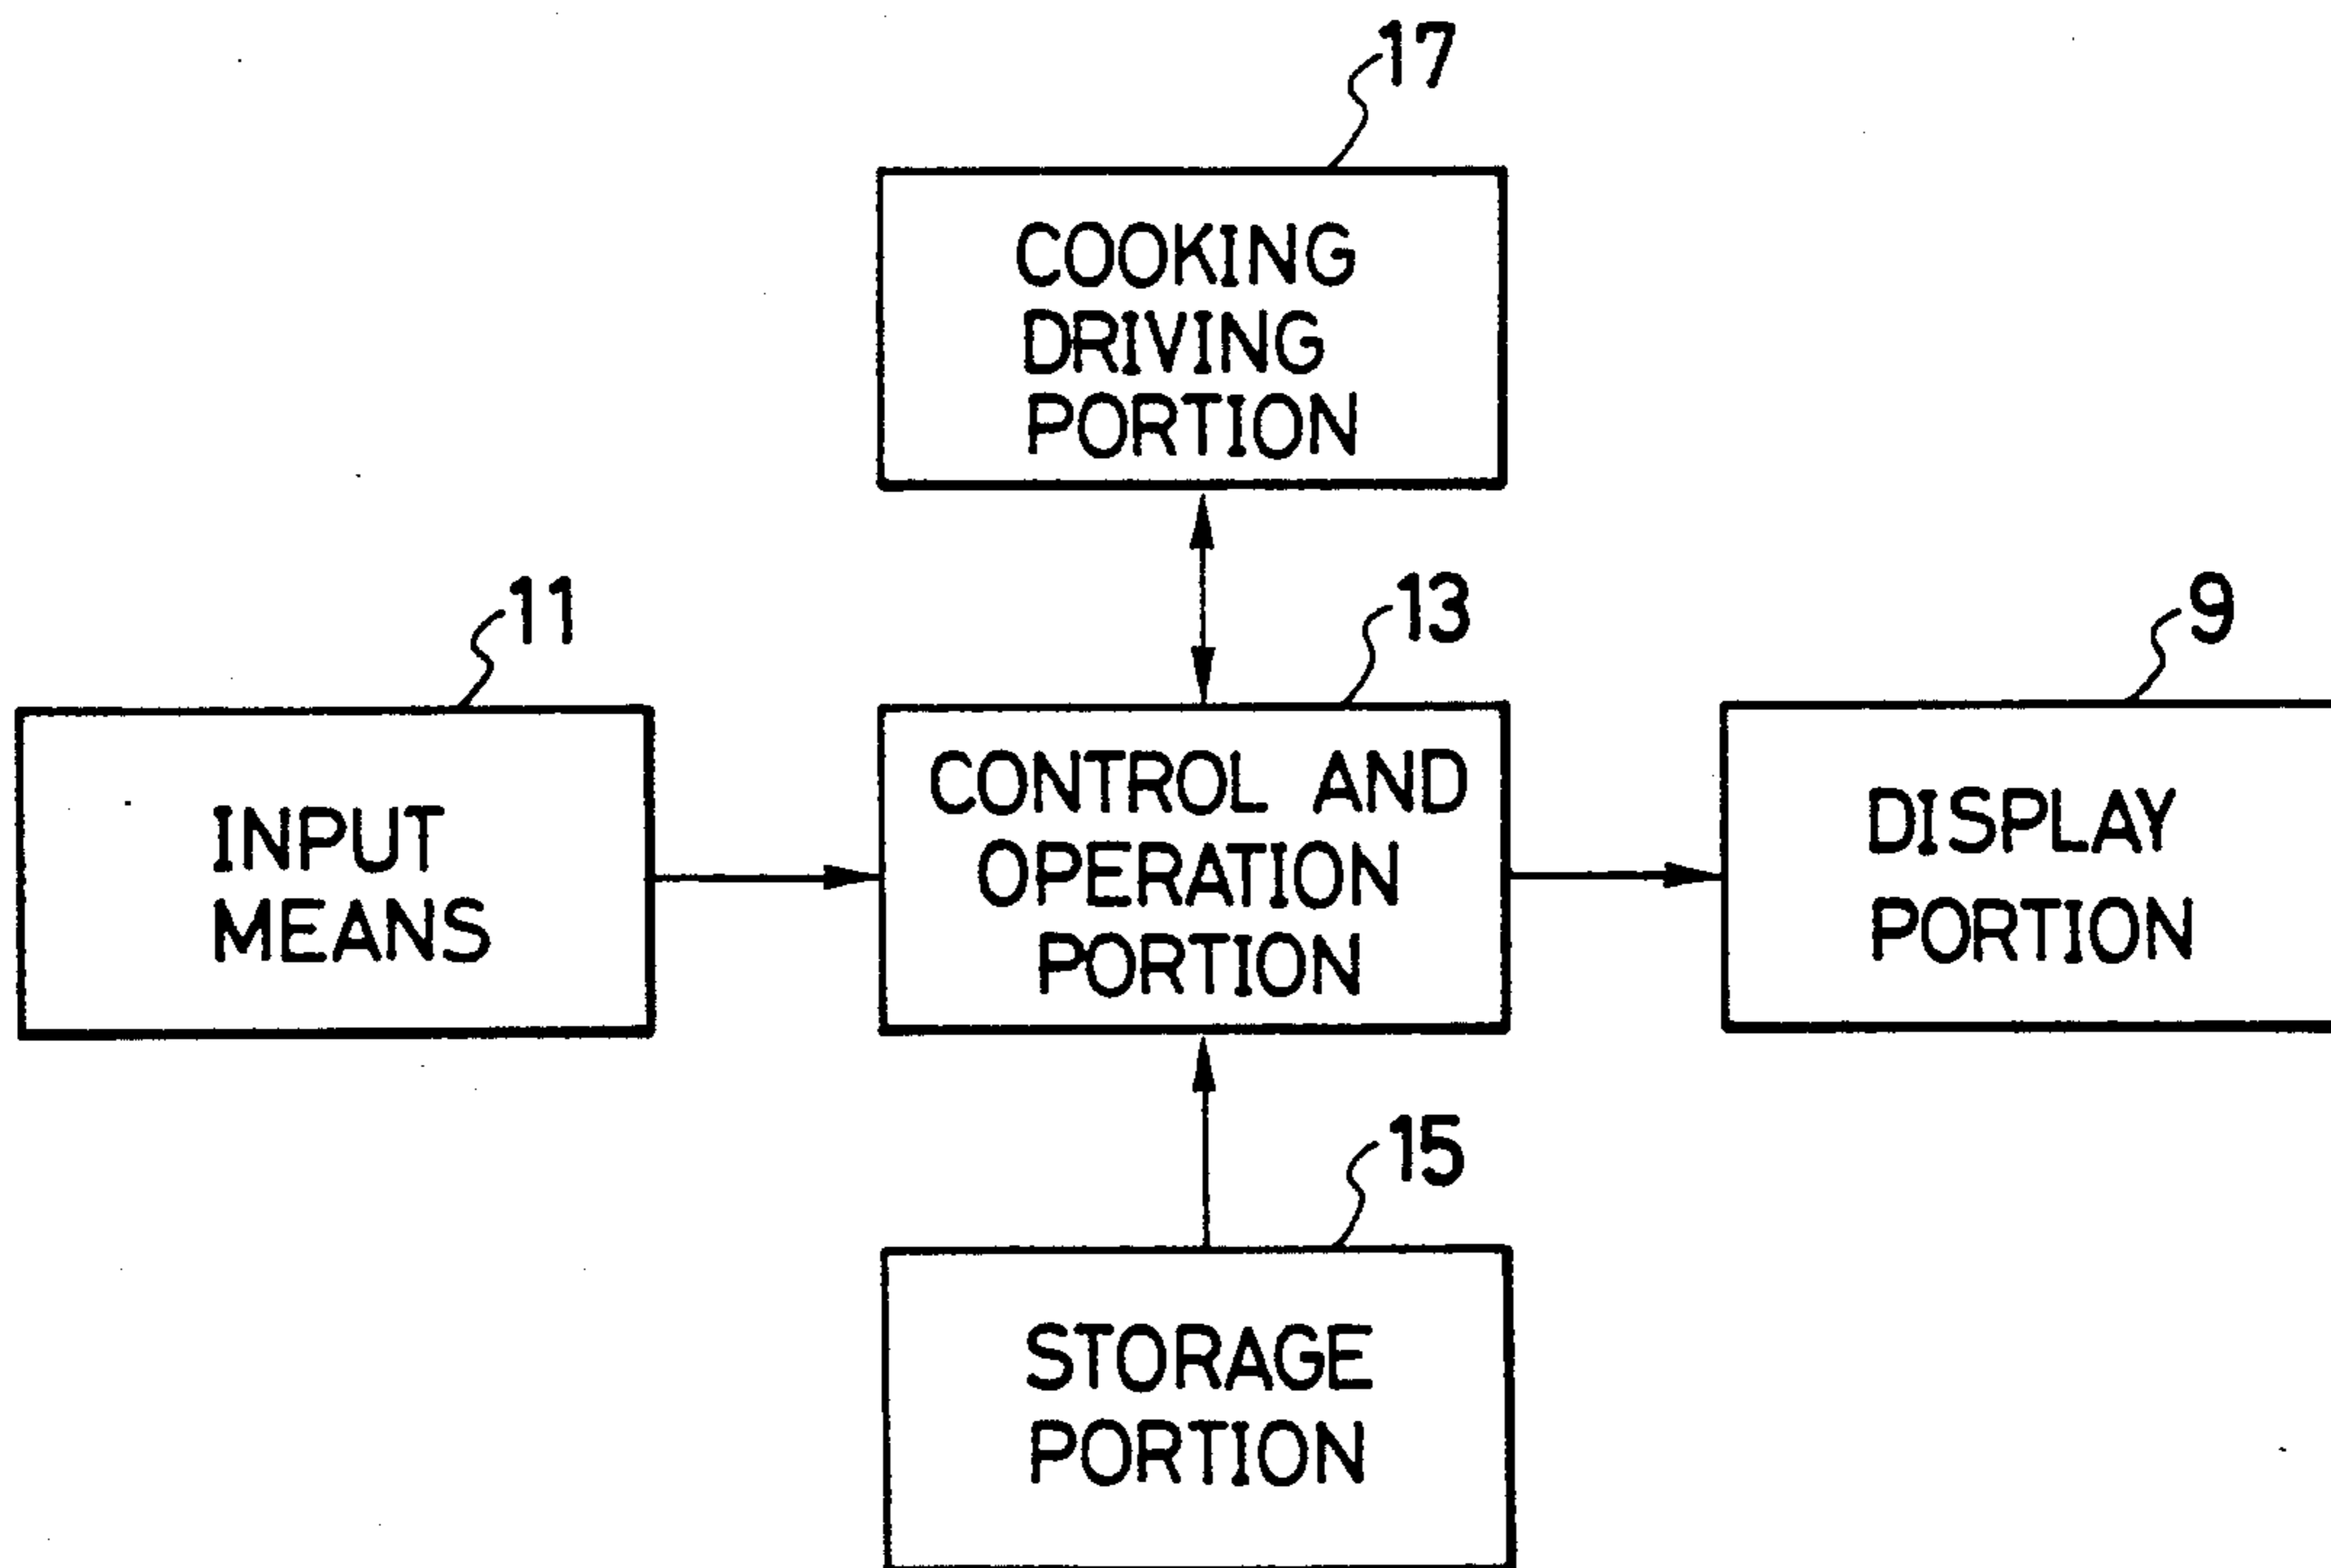 17
COOKING
DRIVING
PORTION
11
13
9
INPUT
MEANS
CONTROL AND
OPERATION
PORTION
DISPLAY
PORTION
15
STORAGE
PORTION